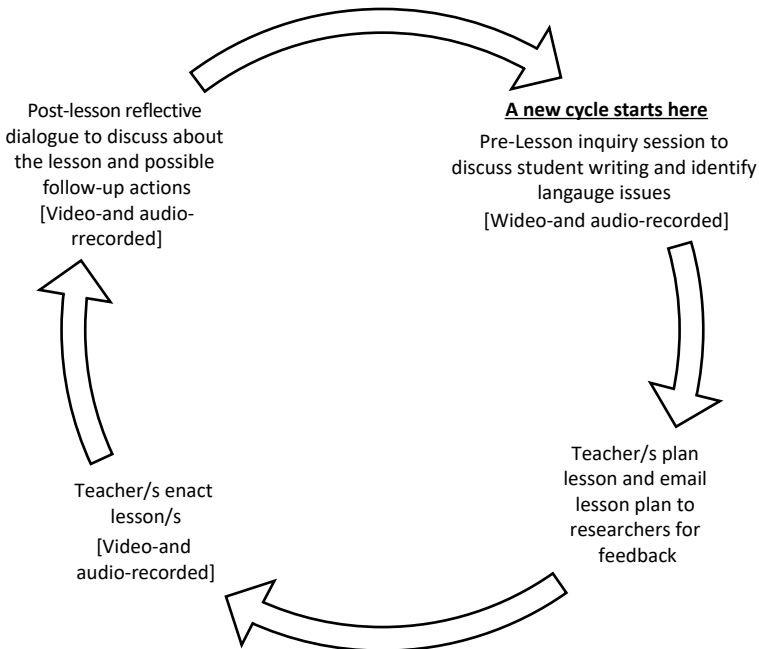 A new cycle starts here
Pre-Lesson inquiry session to
discuss student writing and identify
langauge issues
[Wideo-and audio-recorded]
Teacher/s plan
lesson and email
lesson plan to
researchers for
feedback
Teacher/s enact
lesson/s
[Video-and
audio-recorded]
Post-lesson reflective
dialogue to discuss about
the lesson and possible
follow-up actions
[Video-and audio-
rrecorded]